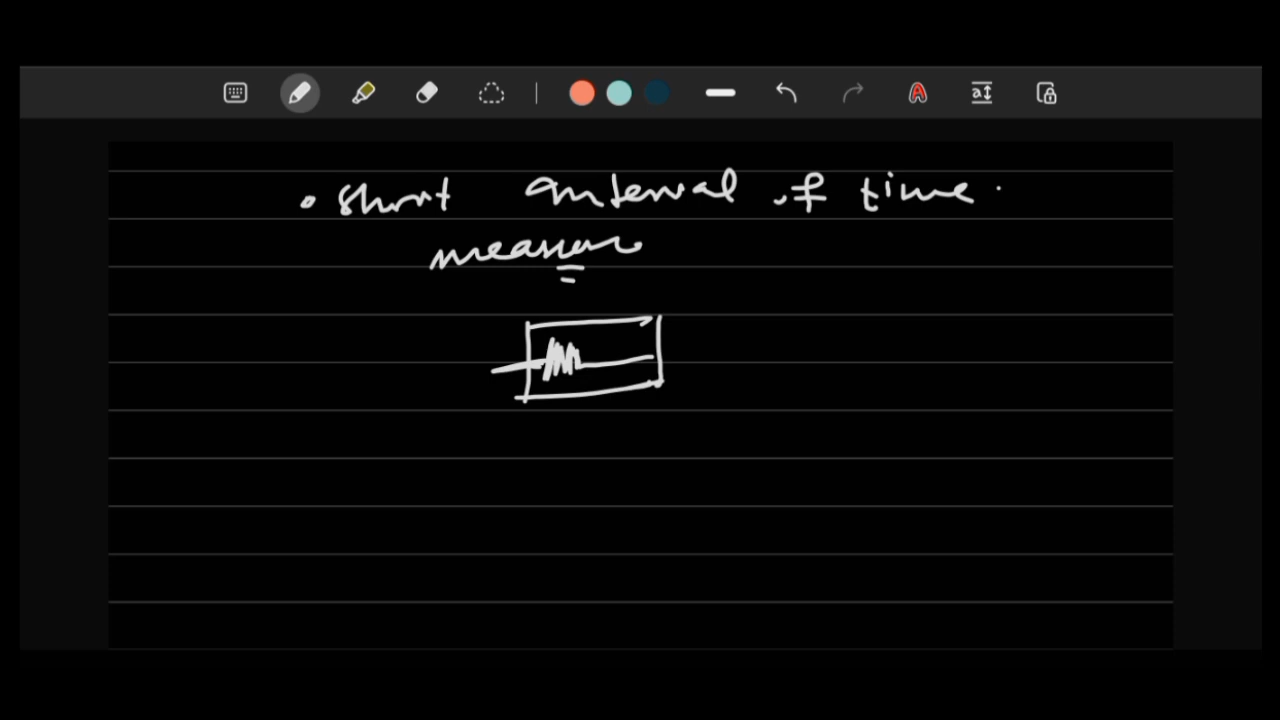 • short interval of time.
measure